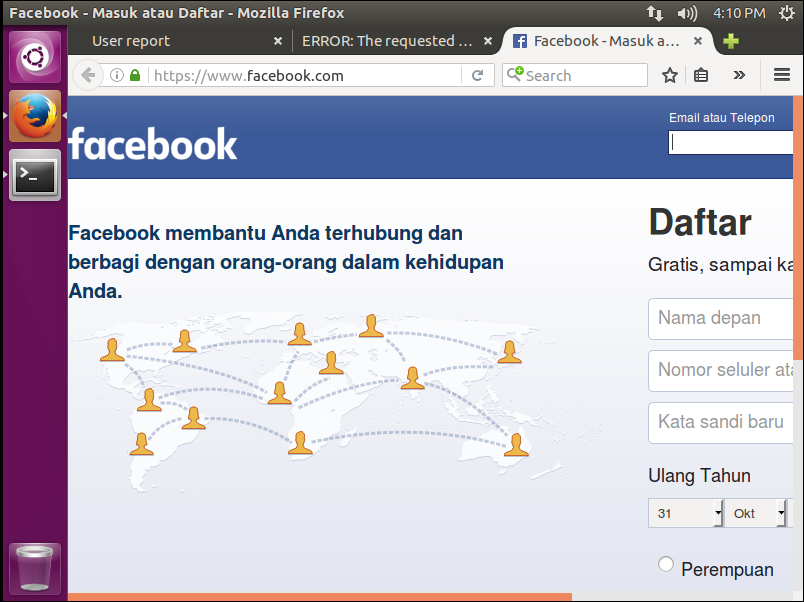 Facebook - Masuk atau Daftar - Mozilla Firefox
4:10 PM
User report
ERROR: The requested ...
Facebook - Masuk a...
https://www.facebook.com
Search
facebook
Email atau Telepon
Facebook membantu Anda terhubung dan
berbagi dengan orang-orang dalam kehidupan
Anda.
Daftar
Gratis, sampai ka
Nama depan
Nomor seluler ata
Kata sandi baru
Ulang Tahun
31
Okt
Perempuan